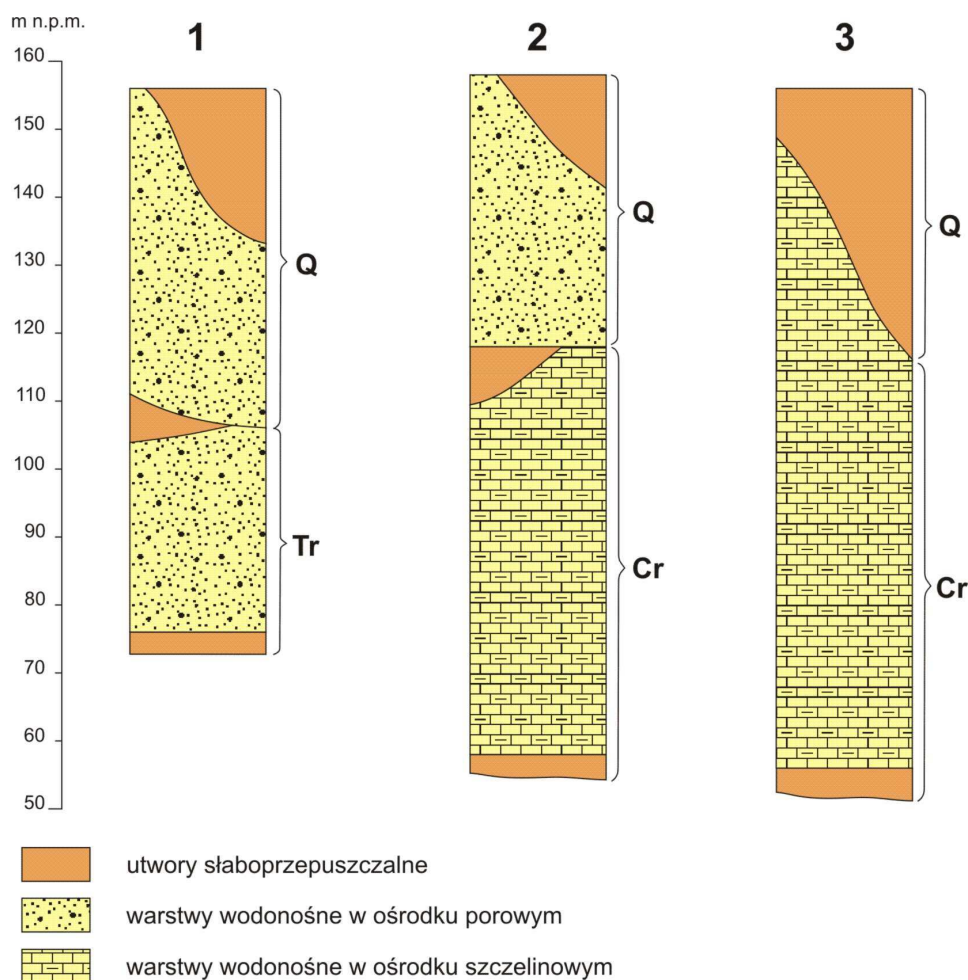 m n.p.m.
1 2 3
160
150
140
130
120
110
100
90
80
70
60
50
Q Q Q
Tr Cr Cr
utwory słaboprzepuszczalne
warstwy wodonośne w ośrodku porowym
warstwy wodonośne w ośrodku szczelinowym